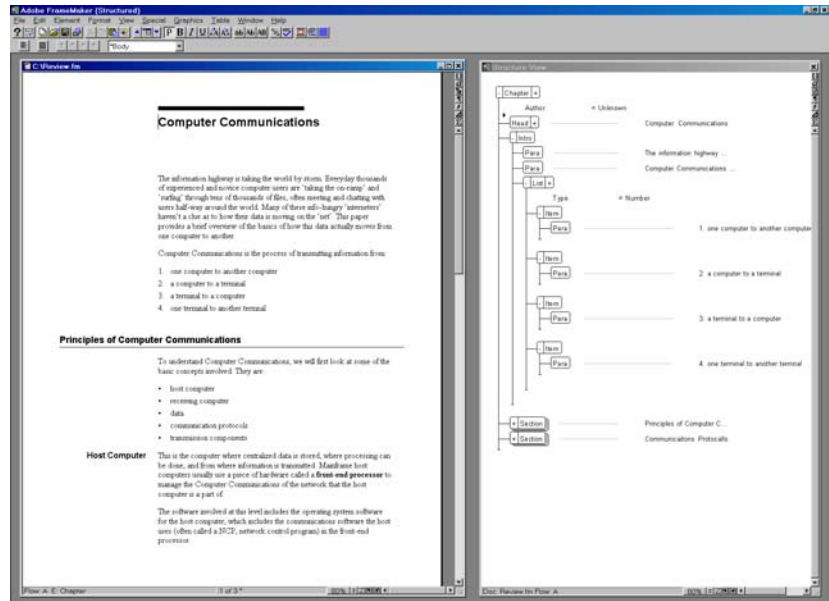 Adobe FrameMaker (Structured)
File Edit Element Format View Special Graphics Table Window Help
*Body
C:\Review.fm
Computer Communications
The information highway is taking the world by storm. Everyday thousands
of experienced and novice computer users are 'taking the on-ramp' and
'surfing' through tens of thousands of files, often meeting and chatting with
users half-way around the world. Many of these info-hungry 'interneters'
haven't a clue as to how their data is moving on the 'net'. This paper
provides a brief overview of the basics of how this data actually moves from
one computer to another.
Computer Communications is the process of transmitting information from:
1. one computer to another computer
2. a computer to a terminal
3. a terminal to a computer
4. one terminal to another terminal
Principles of Computer Communications
To understand Computer Communications, we will first look at some of the
basic concepts involved. They are
• host computer
• receiving computer
• data
• communication protocols
• transmission components
Host Computer
This is the computer where centralized data is stored, where processing can
be done, and from where information is transmitted. Mainframe host
computers usually use a piece of hardware called a front-end processor to
manage the Computer Communications of the network that the host
computer is a part of.
The software involved at this level includes the operating system software
for the host computer, which includes the communications software the host
uses (often called a NCP, network control program) in the front-end
processor.
Flow: A E: Chapter 1 of 3 * 80%
Structure View
Chapter
Author = Unknown
Head Computer Communications
Intro
Para The information highway ...
Para Computer Communications ...
List
Type = Number
Item
Para 1. one computer to another computer
Item
Para 2. a computer to a terminal
Item
Para 3. a terminal to a computer
Item
Para 4. one terminal to another terminal
Section Principles of Computer C...
Section Communicaitons Protocalls
Doc: Review.fm Flow: A 80%